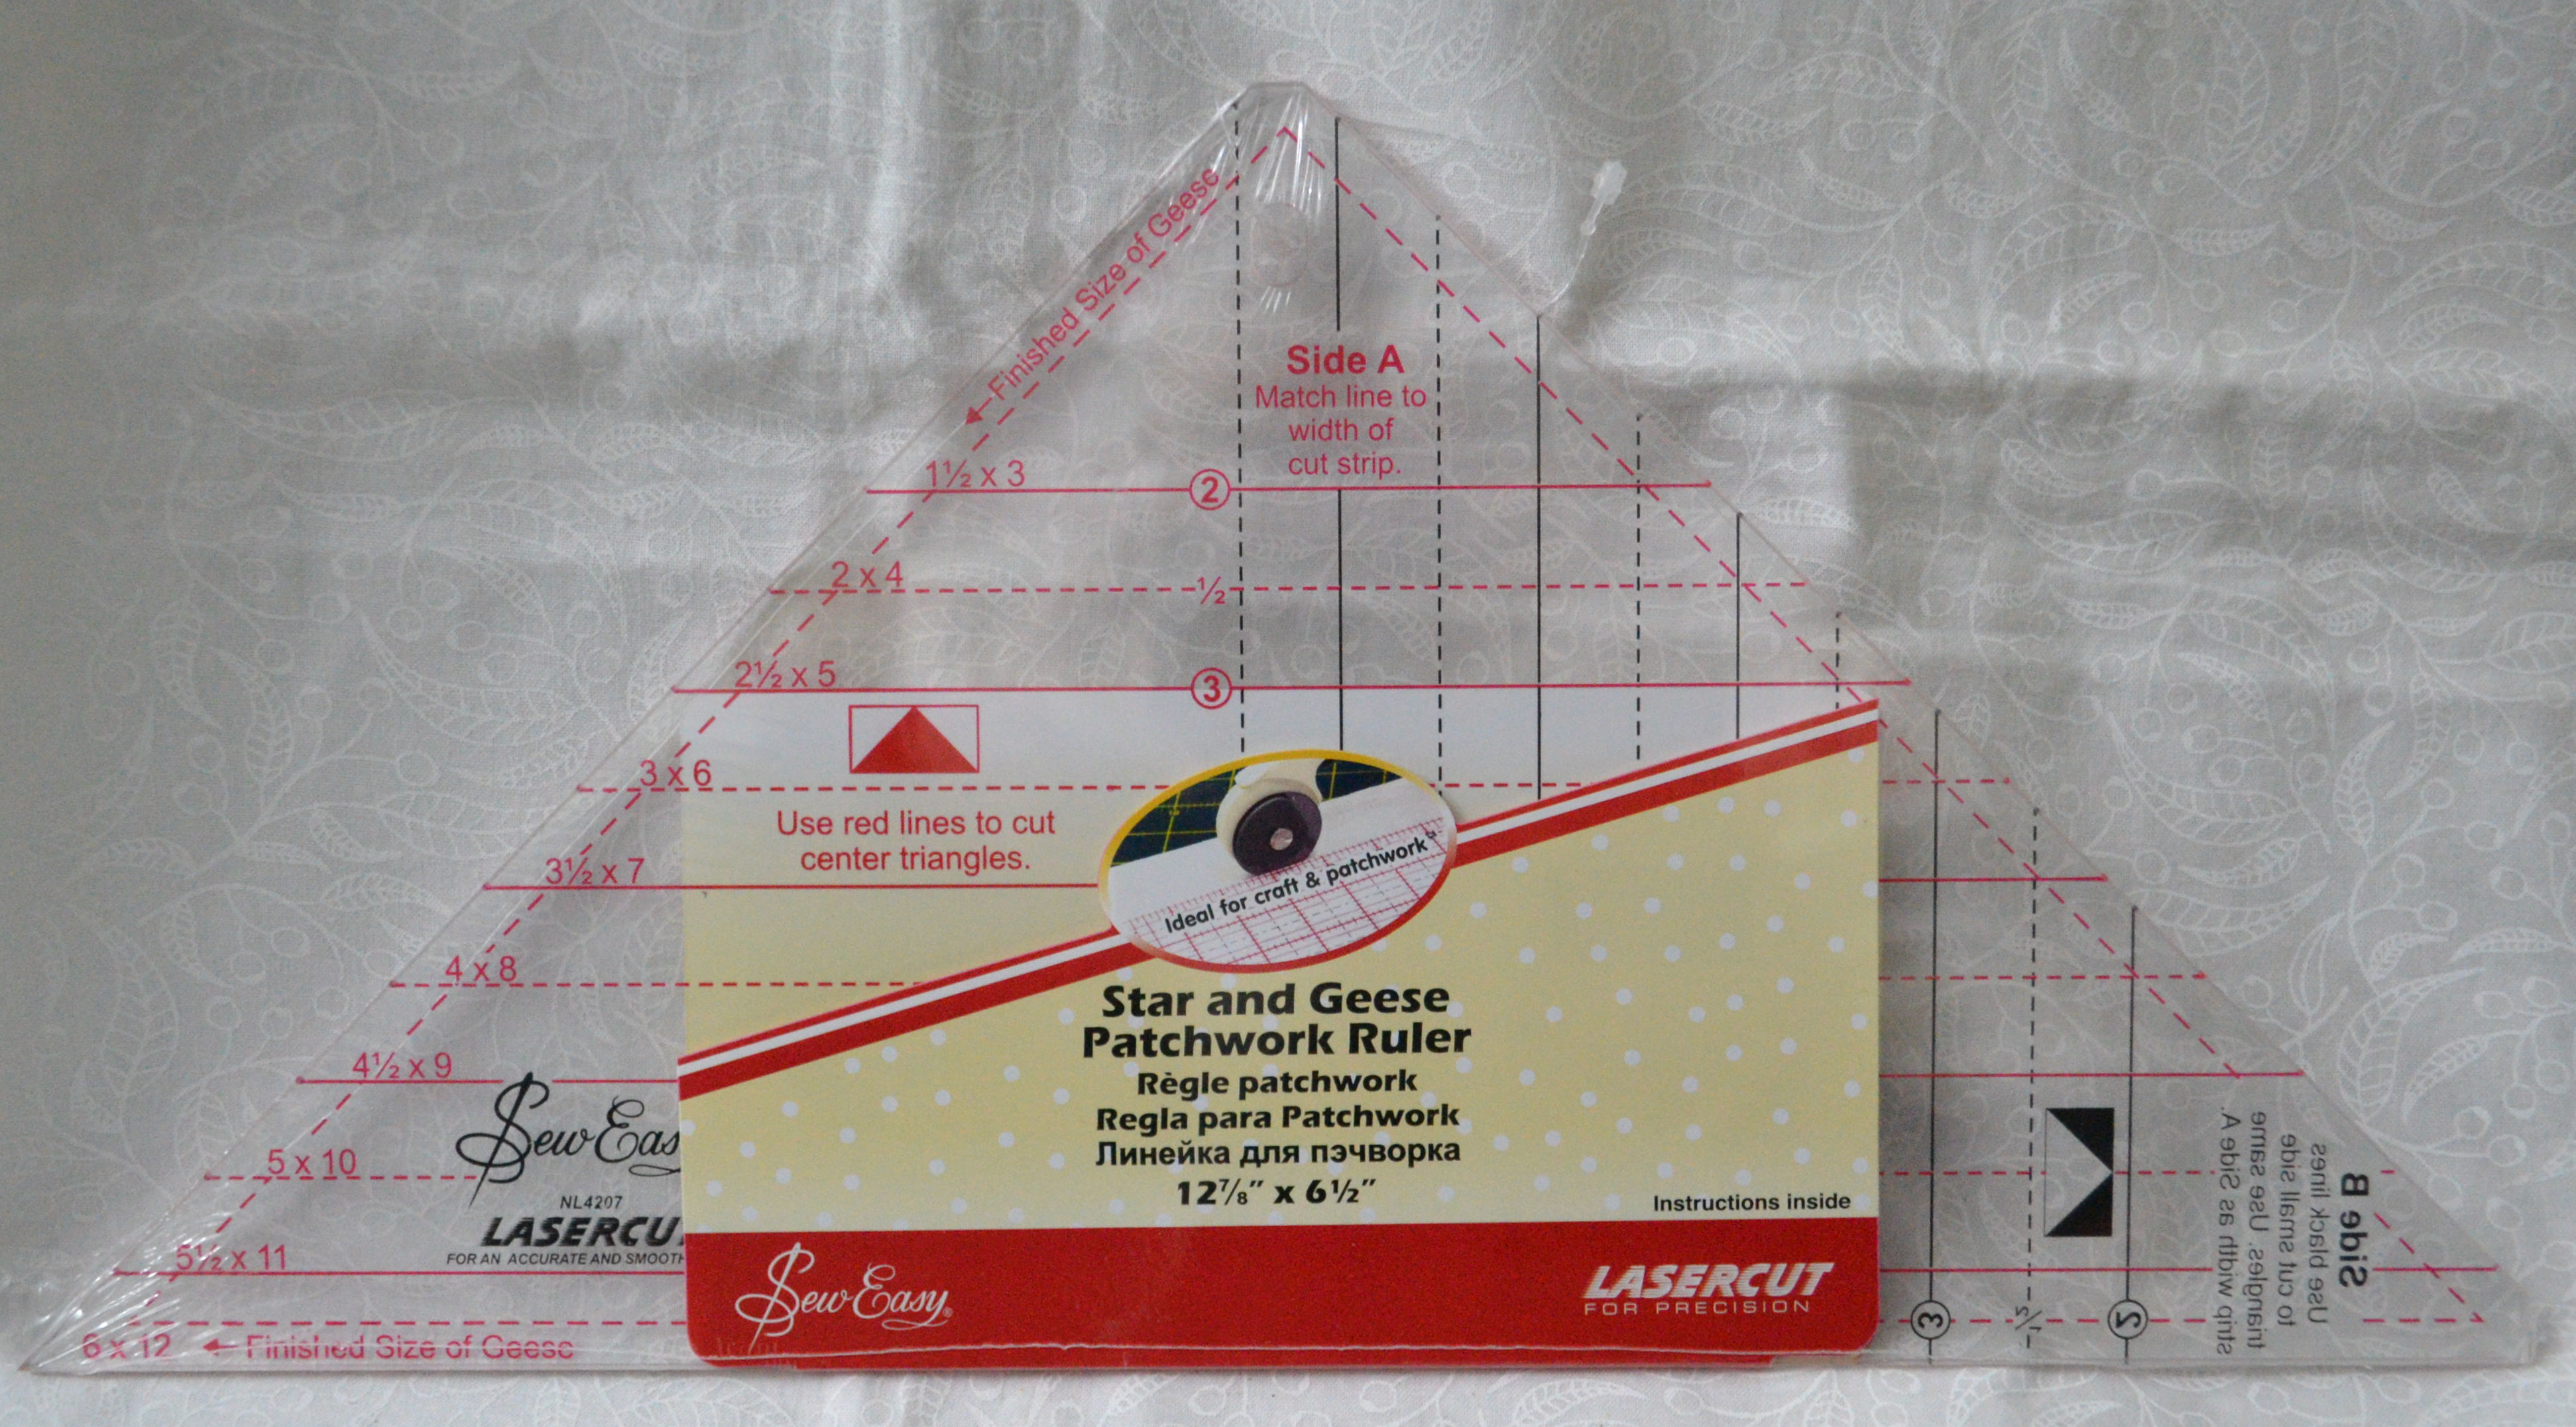 Finished Size of Geese
Side A
Match line to
width of
cut strip.
1½ x 3
2
2 x 4
½
2½ x 5
3
3 x 6
Use red lines to cut
center triangles.
3½ x 7
Ideal for craft & patchwork
4 x 8
Star and Geese
Patchwork Ruler
Règle patchwork
Regla para Patchwork
Линейка для пэчворка
12⅞" x 6½"
Instructions inside
Sew Easy®
LASERCUT
FOR PRECISION
4½ x 9
Sew Eas
5 x 10
NL4207
LASERCU
FOR AN ACCURATE AND SMOOTH
5½ x 11
6 x 12 Finished Size of Geese
Side B
Use black lines
to cut small side
triangles. Use same
strip width as Side A.
3
½
2